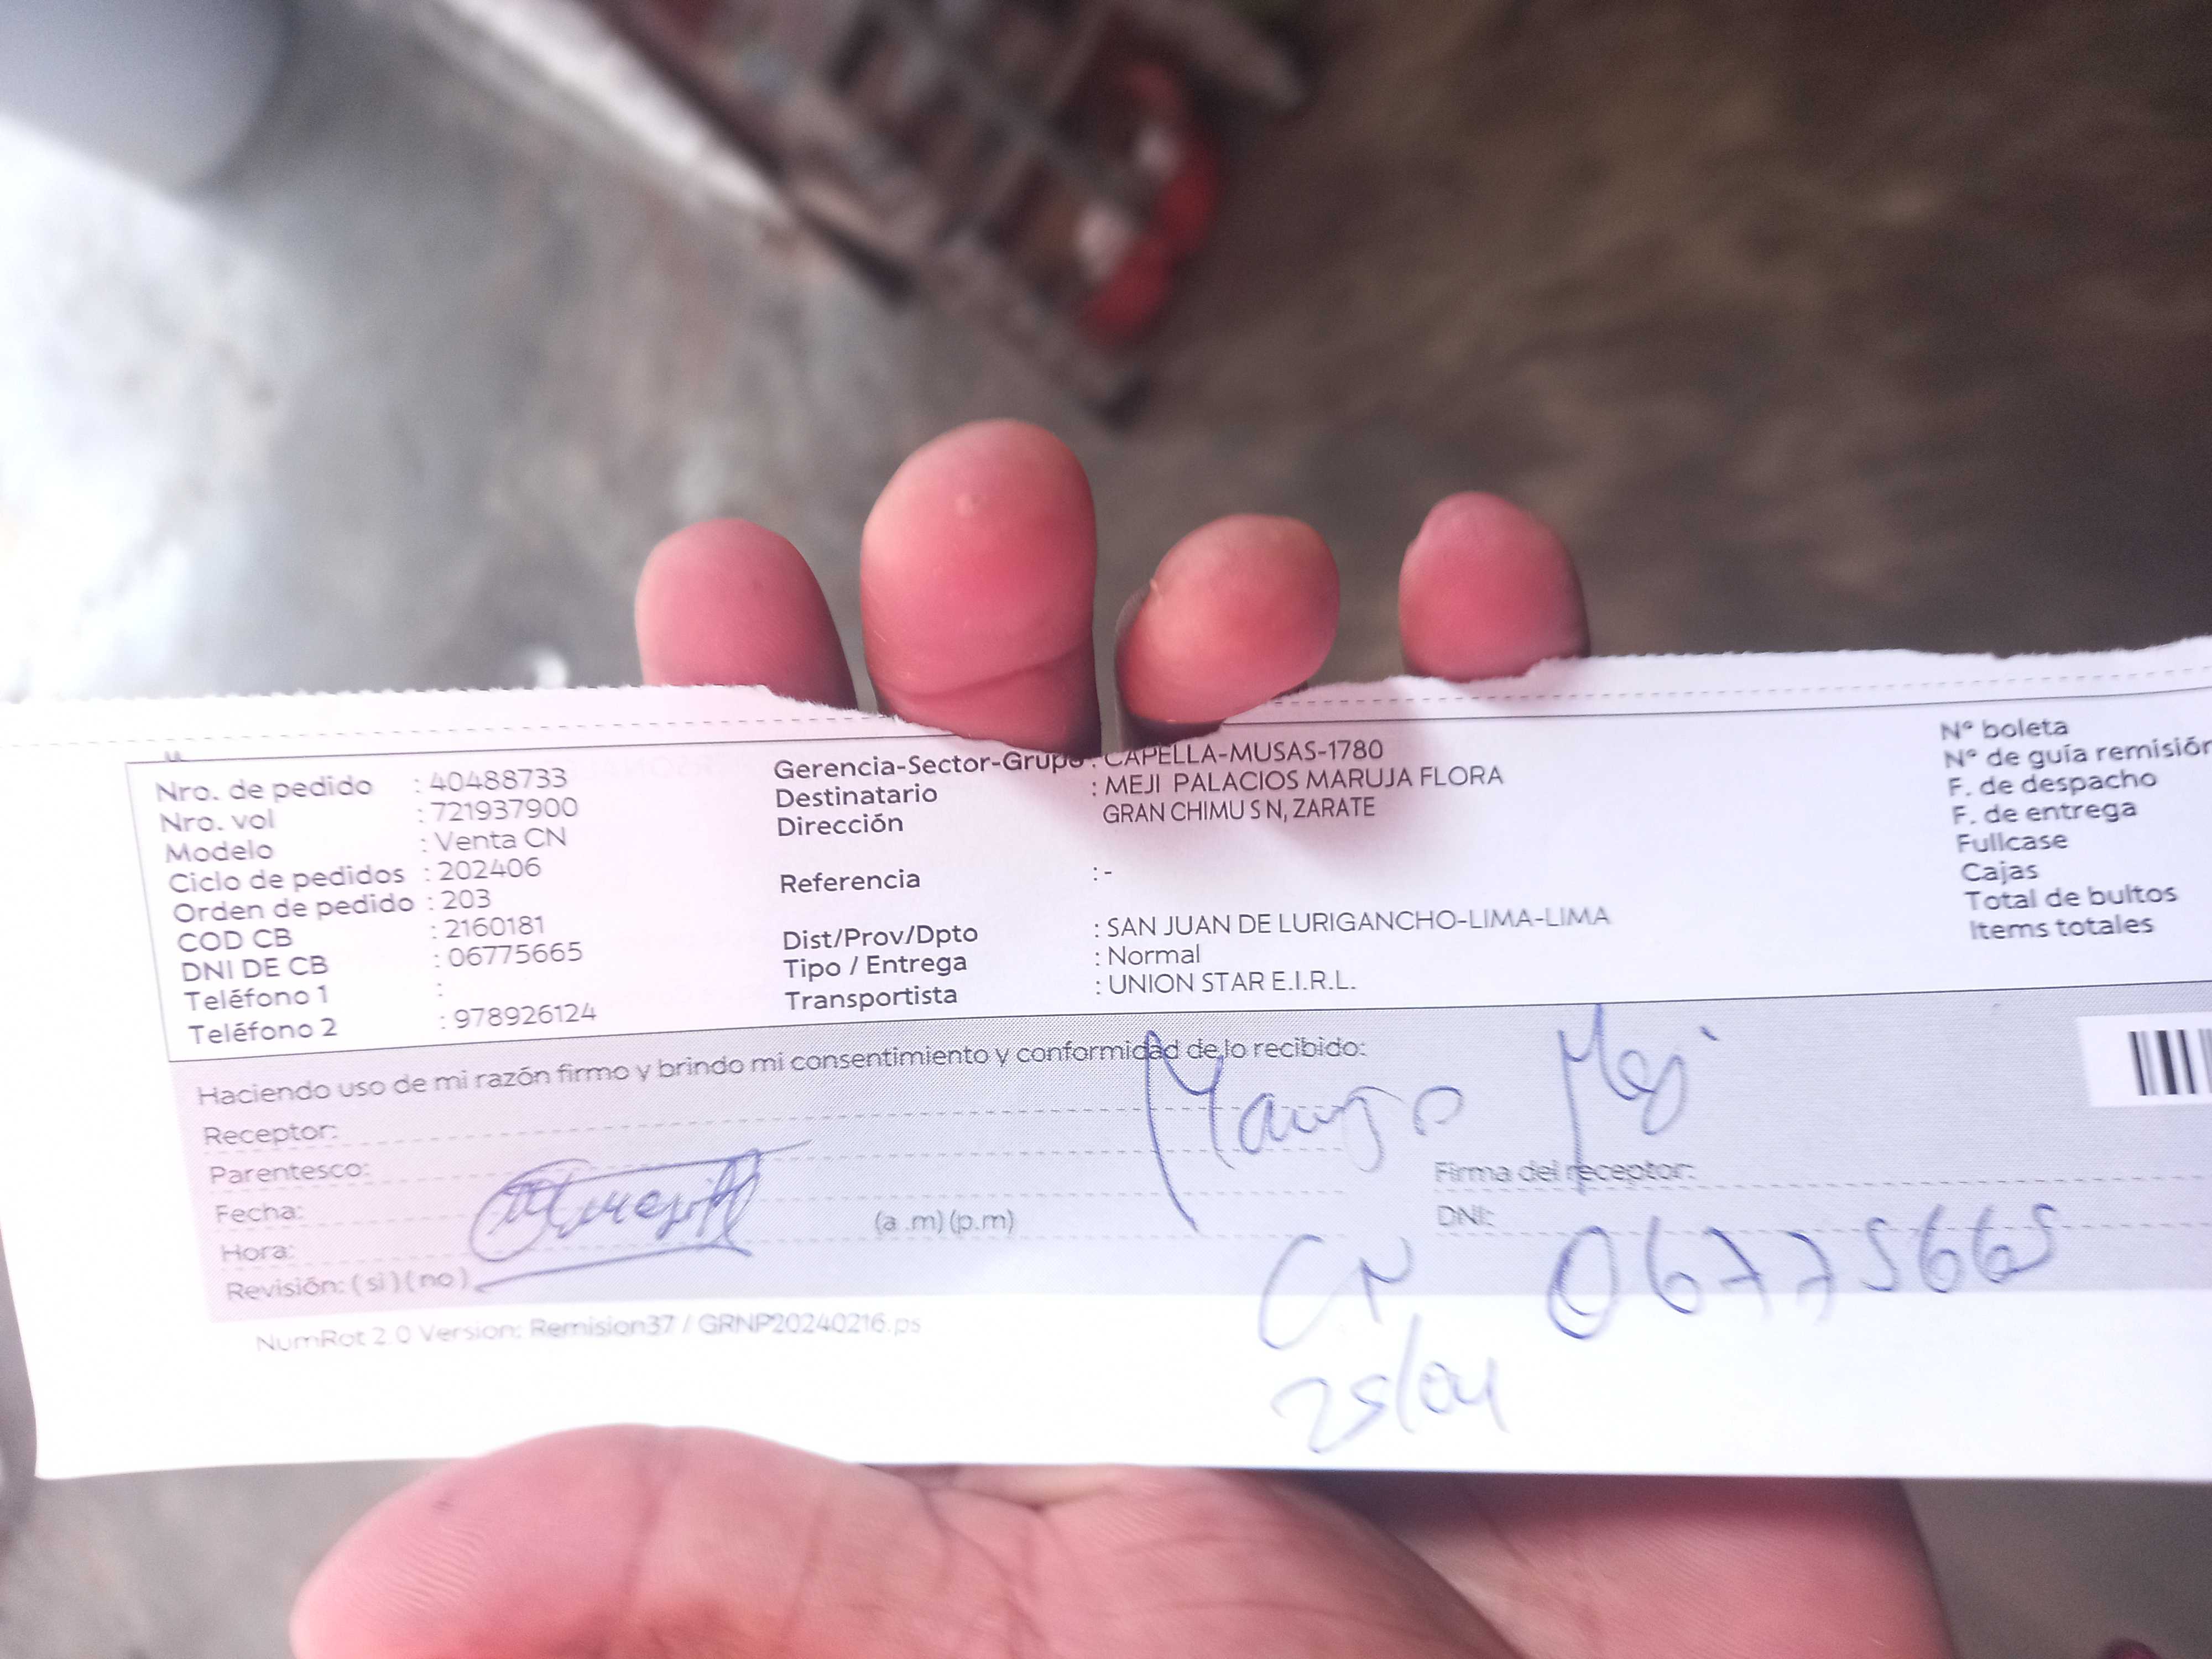 Nro. de pedido : 40488733
Nro. vol : 721937900
Modelo : Venta CN
Ciclo de pedidos : 202406
Orden de pedido : 203
COD CB : 2160181
DNI DE CB : 06775665
Teléfono 1 :
Teléfono 2 : 978926124
Gerencia-Sector-Grupo : CAPELLA-MUSAS-1780
Destinatario : MEJI PALACIOS MARUJA FLORA
Dirección GRAN CHIMU S N, ZARATE
Referencia : -
Dist/Prov/Dpto : SAN JUAN DE LURIGANCHO-LIMA-LIMA
Tipo / Entrega : Normal
Transportista : UNION STAR E.I.R.L.
Nº boleta
Nº de guía remisión
F. de despacho
F. de entrega
Fullcase
Cajas
Total de bultos
Items totales
Haciendo uso de mi razón firmo y brindo mi consentimiento y conformidad de lo recibido:
Receptor:
Parentesco:
Fecha:
Hora: (a .m) (p.m)
Revisión: ( si ) ( no )
Meji
Firma del receptor:
DNI: 06775665
CN
25/04
NumRot 2.0 Version: Remision37 / GRNP20240216.ps